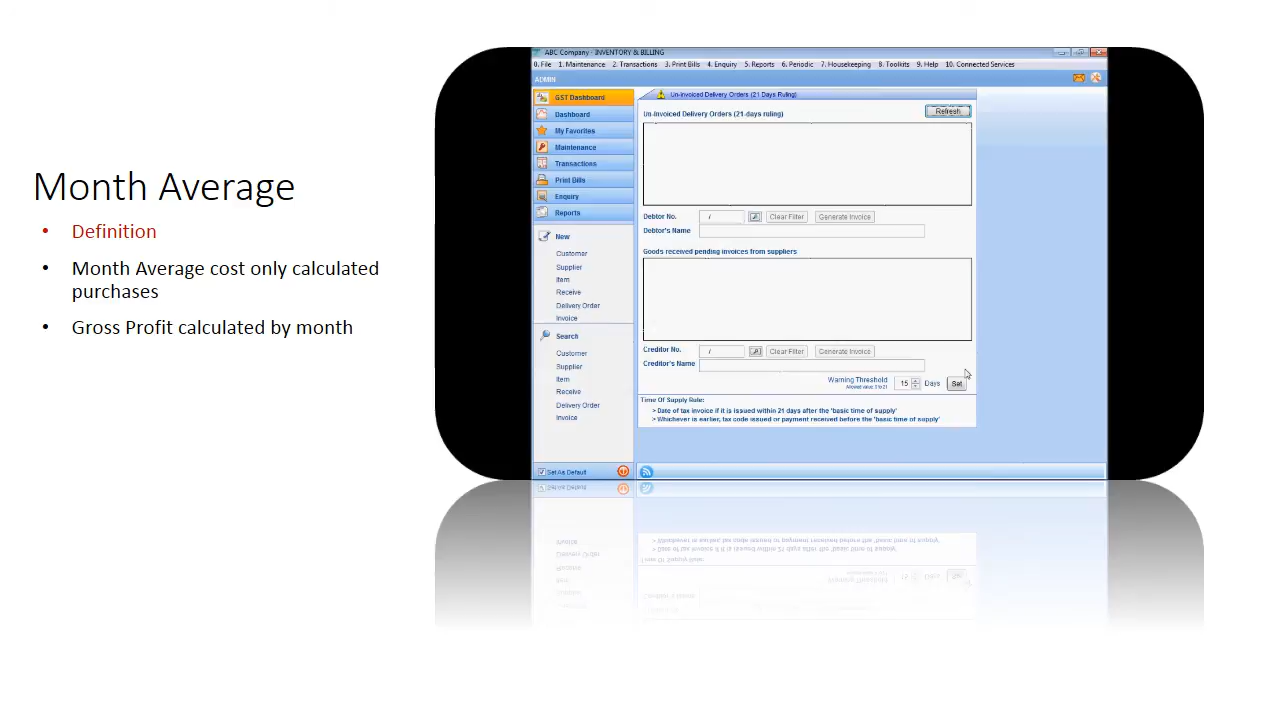 Month Average
• Definition
• Month Average cost only calculated
purchases
• Gross Profit calculated by month
ABC Company - INVENTORY & BILLING
0. File 1. Maintenance 2. Transactions 3. Print Bills 4. Enquiry 5. Reports 6. Periodic 7. Housekeeping 8. Toolkits 9. Help 10. Connected Services
ADMIN
GST Dashboard
Dashboard
My Favorites
Maintenance
Transactions
Print Bills
Enquiry
Reports
New
Customer
Supplier
Item
Receive
Delivery Order
Invoice
Search
Customer
Supplier
Item
Receive
Delivery Order
Invoice
Set As Default
Un-Invoiced Delivery Orders (21 Days Ruling)
Un-Invoiced Delivery Orders (21-days ruling)
Refresh
Debtor No. / Clear Filter Generate Invoice
Debtor's Name
Goods received pending invoices from suppliers
Creditor No. / Clear Filter Generate Invoice
Creditor's Name
Warning Threshold 15 Days Set
Time Of Supply Rule:
> Date of tax invoice if it is issued within 21 days after the 'basic time of supply'
> Whichever is earlier, tax code issued or payment received before the 'basic time of supply'